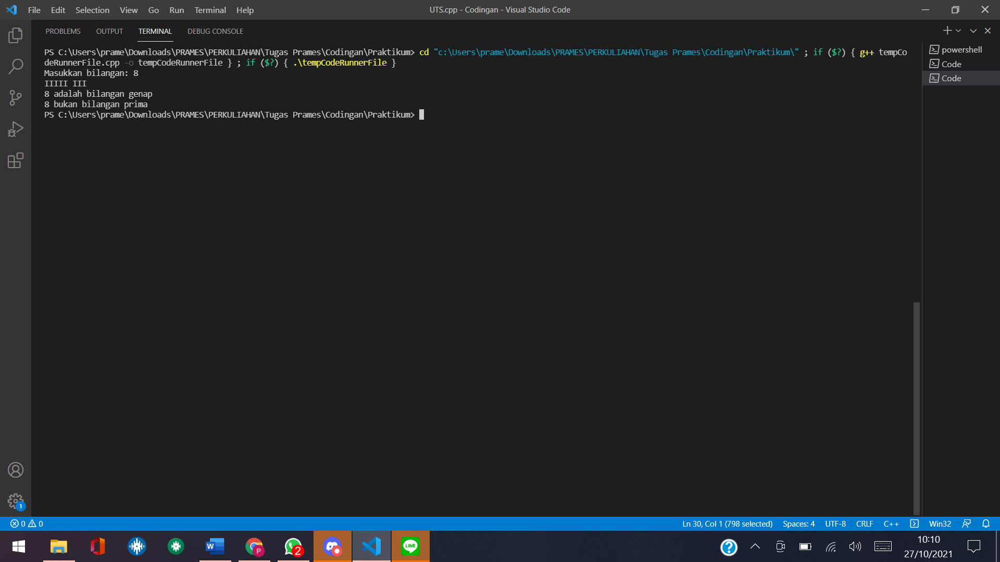 File Edit Selection View Go Run Terminal Help
UTS.cpp - Codingan - Visual Studio Code
PROBLEMS OUTPUT TERMINAL DEBUG CONSOLE
PS C:\Users\prame\Downloads\PRAMES\PERKULIAHAN\Tugas Prames\Codingan\Praktikum> cd "c:\Users\prame\Downloads\PRAMES\PERKULIAHAN\Tugas Prames\Codingan\Praktikum\" ; if ($?) { g++ tempCo
deRunnerFile.cpp -o tempCodeRunnerFile } ; if ($?) { .\tempCodeRunnerFile }
Masukkan bilangan: 8
IIIII III
8 adalah bilangan genap
8 bukan bilangan prima
PS C:\Users\prame\Downloads\PRAMES\PERKULIAHAN\Tugas Prames\Codingan\Praktikum>
powershell
Code
Code
1
0 0
Ln 30, Col 1 (798 selected) Spaces: 4 UTF-8 CRLF C++ Win32
W
P
2
LINE
?
10:10
27/10/2021